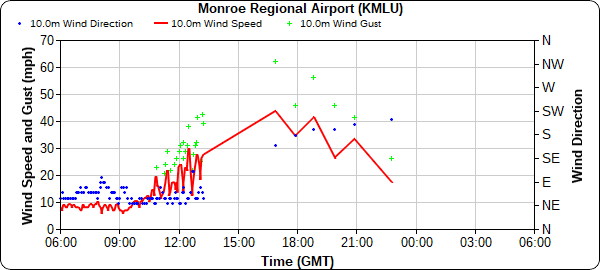 Monroe Regional Airport (KMLU)
10.0m Wind Direction 10.0m Wind Speed 10.0m Wind Gust
70 N
60 NW
50 W
40 SW
30 S
20 SE
10 E
0 NE
N
Wind Speed and Gust (mph)
Wind Direction
06:00 09:00 12:00 15:00 18:00 21:00 00:00 03:00 06:00
Time (GMT)